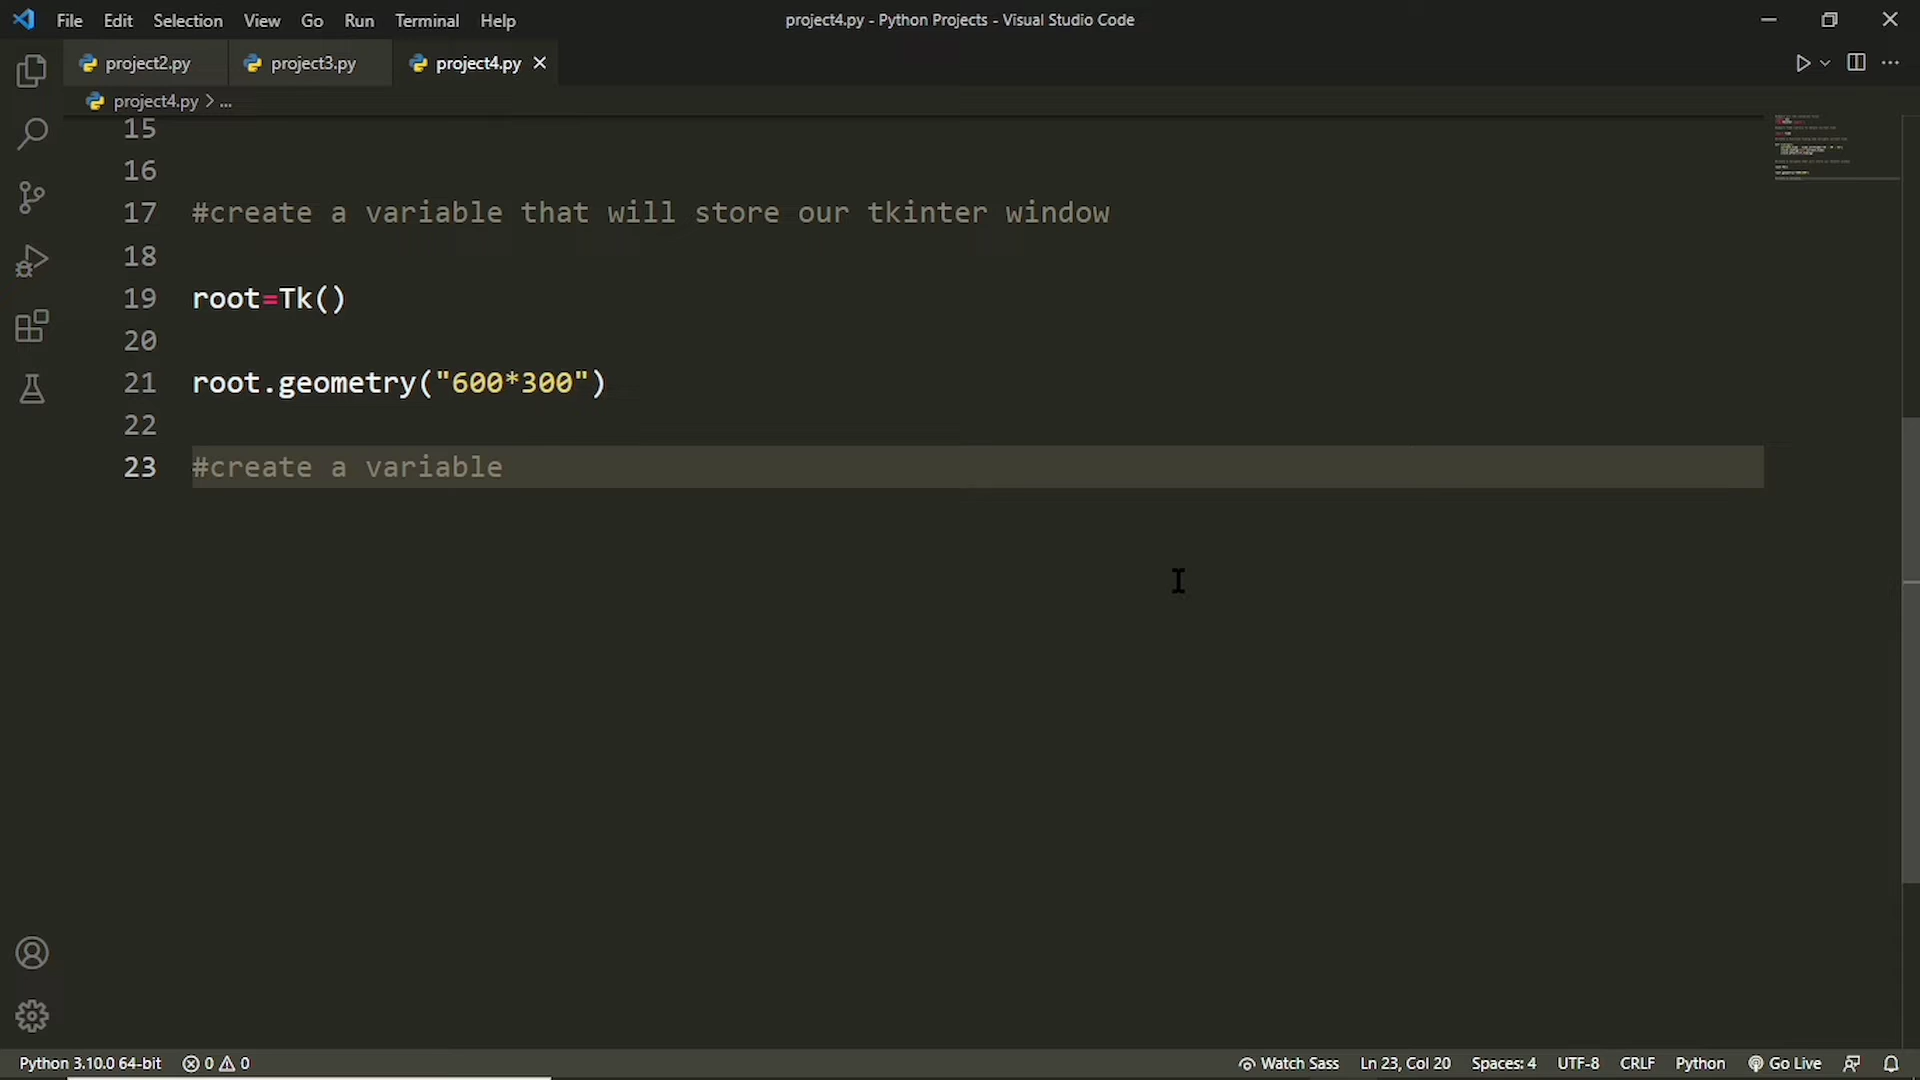 File Edit Selection View Go Run Terminal Help
project4.py - Python Projects - Visual Studio Code
project2.py project3.py project4.py
project4.py > ...
15
16
17 #create a variable that will store our tkinter window
18
19 root=Tk()
20
21 root.geometry("600*300")
22
23 #create a variable
Python 3.10.0 64-bit 0 0 Watch Sass Ln 23, Col 20 Spaces: 4 UTF-8 CRLF Python Go Live